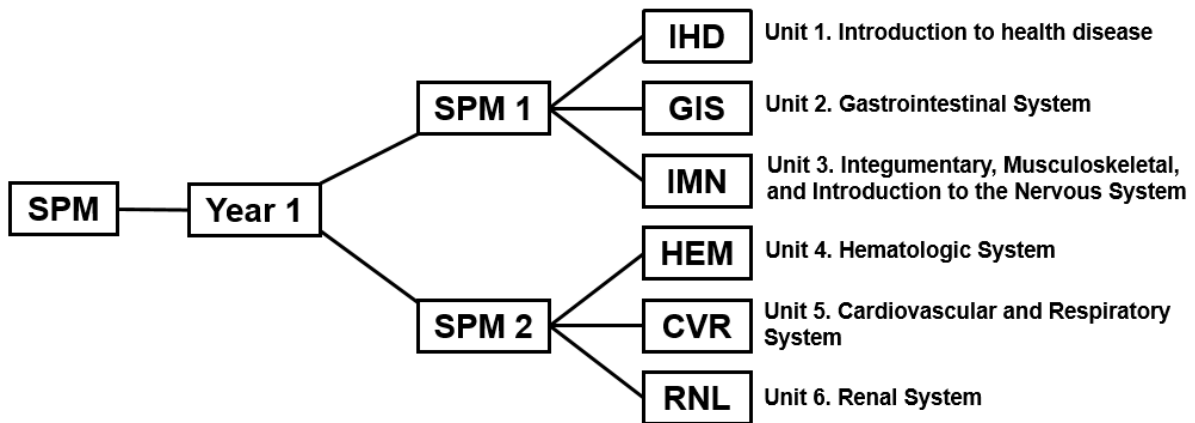 SPM
Year 1
SPM 1
IHD
Unit 1. Introduction to health disease
GIS
Unit 2. Gastrointestinal System
IMN
Unit 3. Integumentary, Musculoskeletal,
and Introduction to the Nervous System
SPM 2
HEM
Unit 4. Hematologic System
CVR
Unit 5. Cardiovascular and Respiratory
System
RNL
Unit 6. Renal System